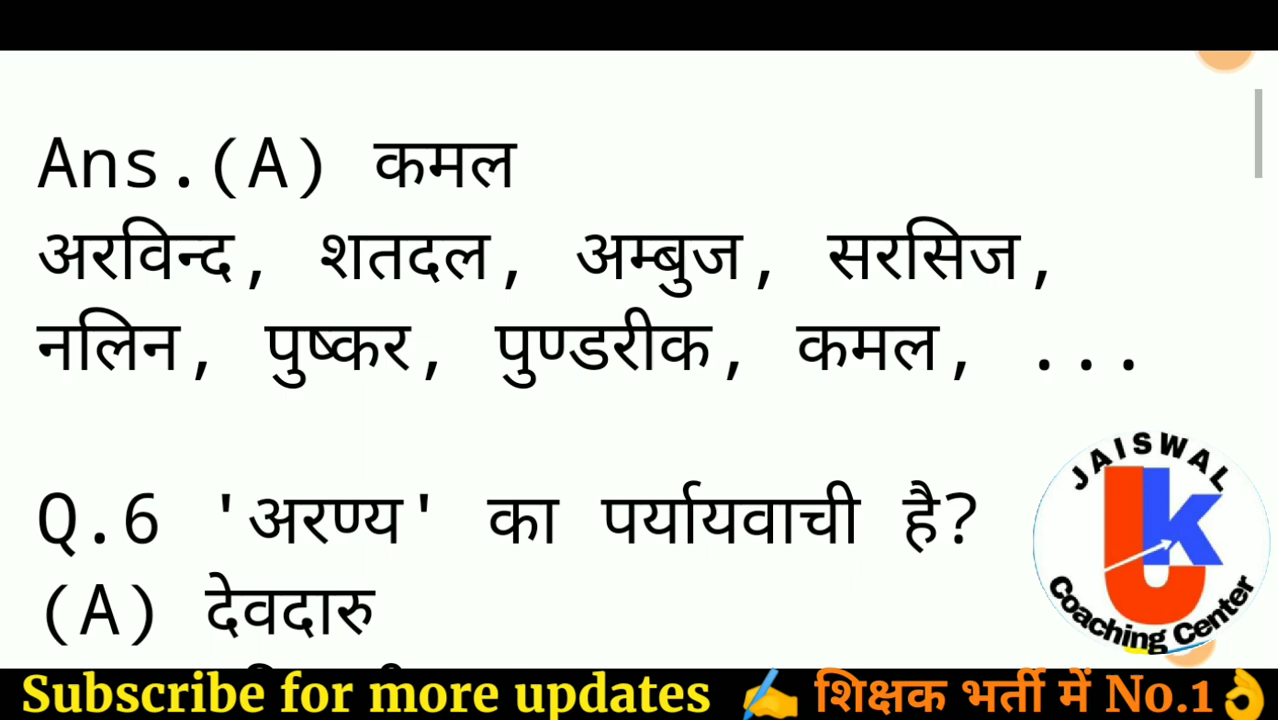 Ans.(A) कमल
अरविन्द, शतदल, अम्बुज, सरसिज,
नलिन, पुष्कर, पुण्डरीक, कमल, ...
Q.6 'अरण्य' का पर्यायवाची है?
(A) देवदारु
JAISWAL
JK
Coaching Center
Subscribe for more updates ✍️ शिक्षक भर्ती में No.1👌